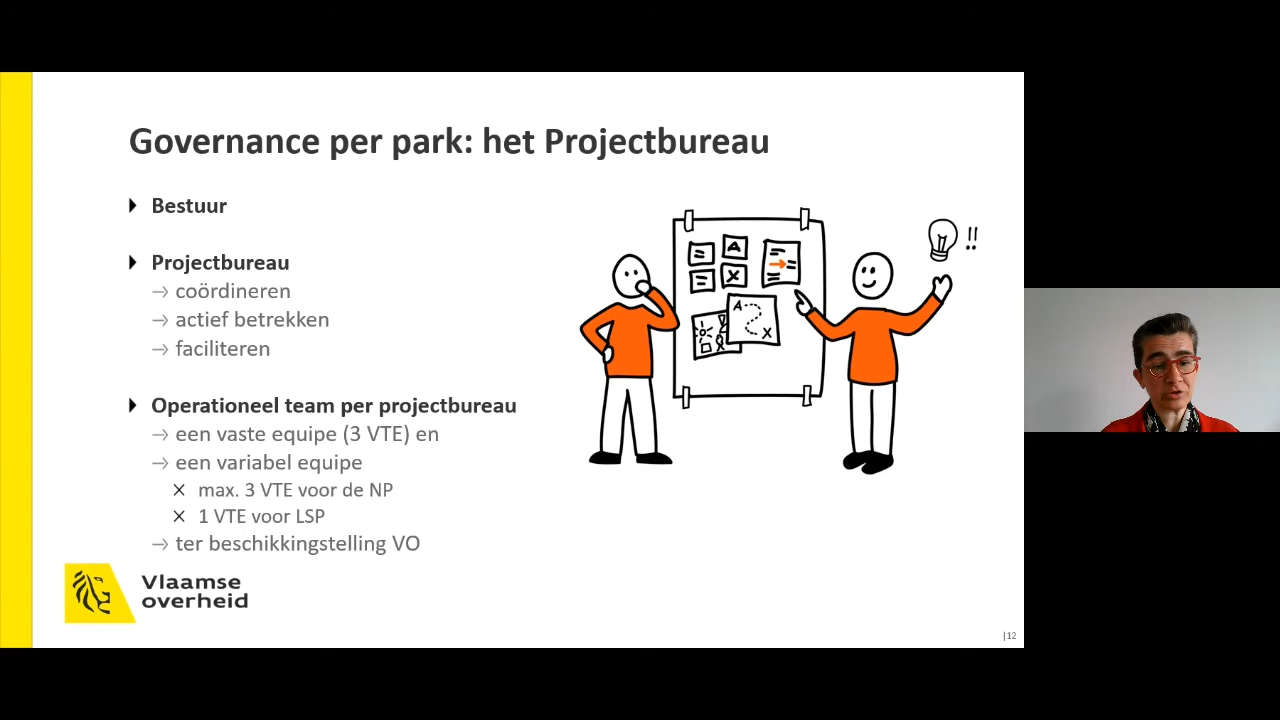 Governance per park: het Projectbureau
Bestuur
Projectbureau
→ coördineren
→ actief betrekken
→ faciliteren
Operationeel team per projectbureau
→ een vaste equipe (3 VTE) en
→ een variabel equipe
× max. 3 VTE voor de NP
× 1 VTE voor LSP
→ ter beschikkingstelling VO
A
X
A
X
!!
Vlaamse
overheid
|12